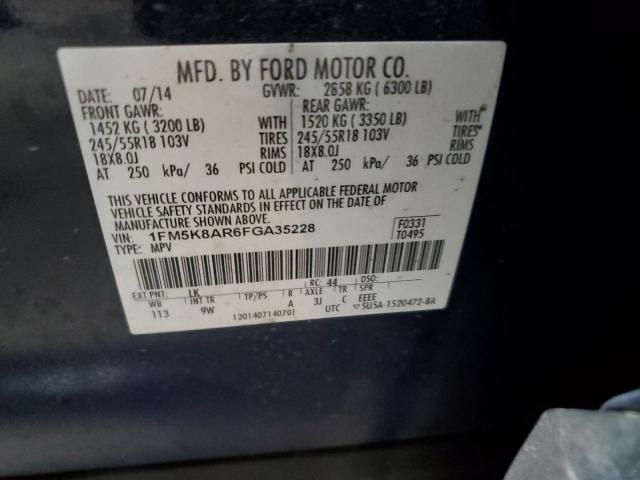 MFD. BY FORD MOTOR CO.
DATE: 07/14 GVWR: 2858 KG ( 6300 LB)
FRONT GAWR: REAR GAWR:
1452 KG ( 3200 LB) WITH 1520 KG ( 3350 LB) WITH
245/55R18 103V TIRES 245/55R18 103V TIRES
18X8.0J RIMS 18X8.0J RIMS
AT 250 kPa/ 36 PSI COLD AT 250 kPa/ 36 PSI COLD
THIS VEHICLE CONFORMS TO ALL APPLICABLE FEDERAL MOTOR
VEHICLE SAFETY STANDARDS IN EFFECT ON THE DATE OF
MANUFACTURE SHOWN ABOVE.
VIN: 1FM5K8AR6FGA35228 F0331
TYPE: MPV T0495
EXT PNT: LK RC: 44 DSO:
WB INT TR TP/PS R AXLE TR SPR
113 9W A 3J C EEEE
1201407140701 UTC 5U5A-1520472-BA